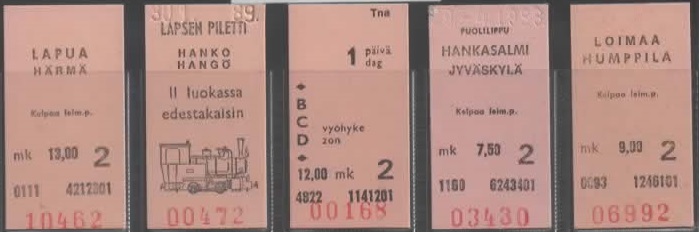 LAPUA
HÄRMÄ
Kelpaa leim.p.
mk 13,00 2
0111 4212801
10462
89.
LAPSEN PILETTI
HANKO
HANGÖ
II luokassa
edestakaisin
00472
Tna
1 päivä
dag
B
C
D
vyöhyke
zon
12,00 mk 2
4822 1141201
00168
PUOLILIPPU
HANKASALMI
JYVÄSKYLÄ
Kelpaa leim.p.
mk 7,50 2
1160 6243401
03430
LOIMAA
HUMPPILA
Kelpaa leim.p.
mk 9,00 2
0093 1246101
06992